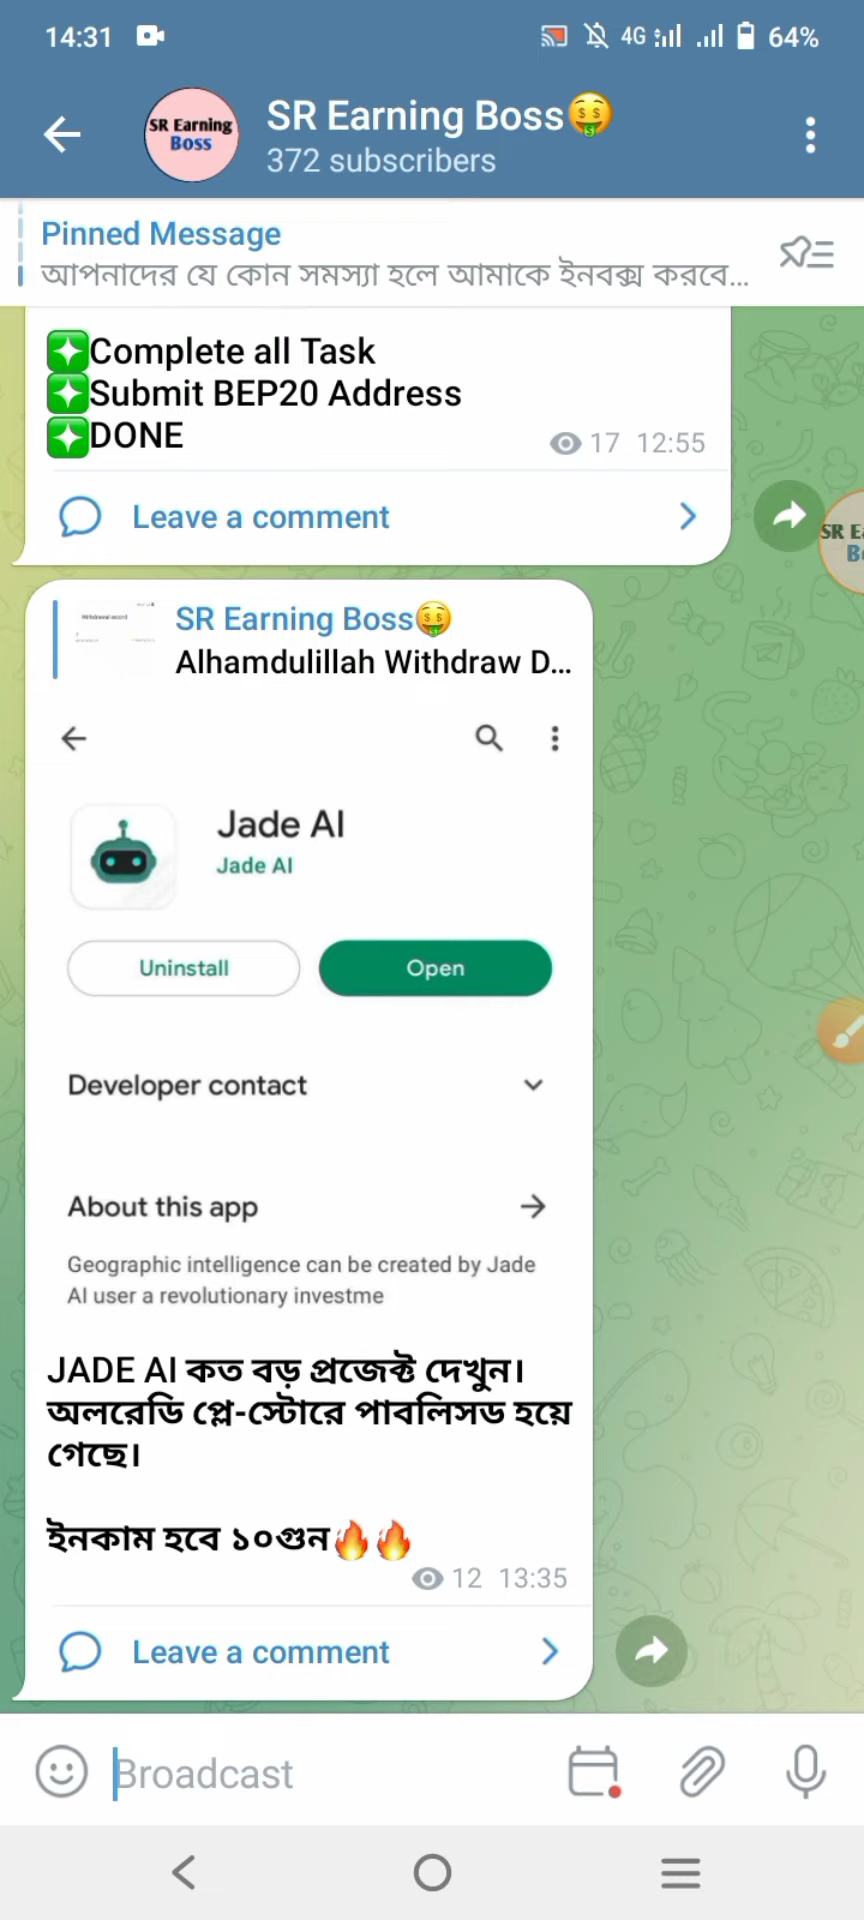 14:31 4G 64%
SR Earning Boss
SR Earning Boss🤑
372 subscribers
Pinned Message
আপনাদের যে কোন সমস্যা হলে আমাকে ইনবক্স করবে...
❇️Complete all Task
❇️Submit BEP20 Address
❇️DONE
17 12:55
Leave a comment
Withdrawal record
SR Earning Boss🤑
Alhamdulillah Withdraw D...
Jade AI
Jade AI
Uninstall Open
Developer contact
About this app
Geographic intelligence can be created by Jade
AI user a revolutionary investme
JADE AI কত বড় প্রজেক্ট দেখুন।
অলরেডি প্লে-স্টোরে পাবলিসড হয়ে
গেছে।
ইনকাম হবে ১০গুন🔥🔥
12 13:35
Leave a comment
Broadcast